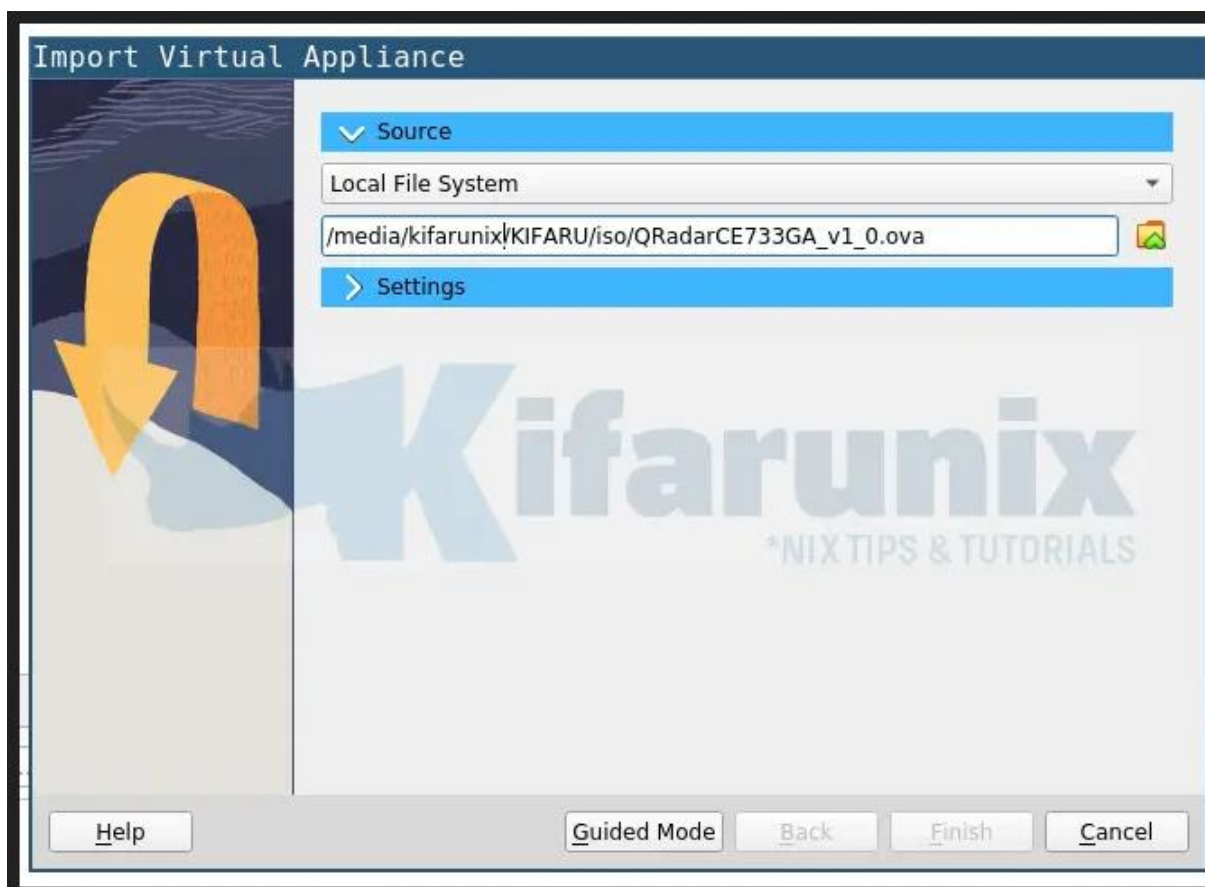 Import Virtual Appliance
Source
Local File System
/media/kifarunix/KIFARU/iso/QRadarCE733GA_v1_0.ova
Settings
Kifarunix
*NIX TIPS & TUTORIALS
Help
Guided Mode
Back
Finish
Cancel